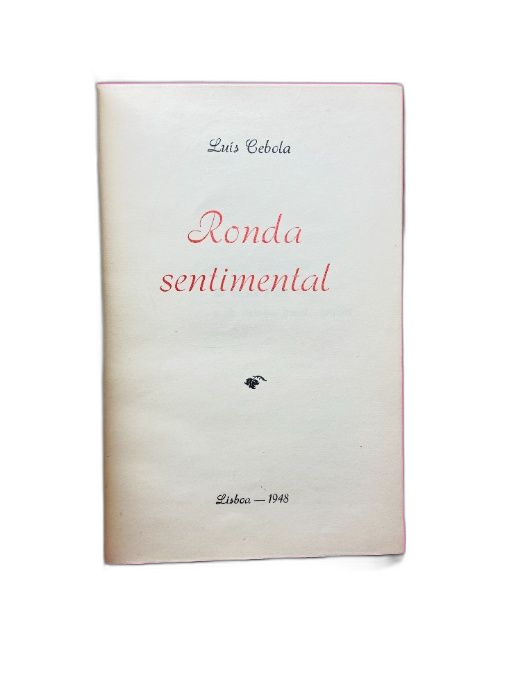 Luís Cebola
Ronda
sentimental
Lisboa — 1948